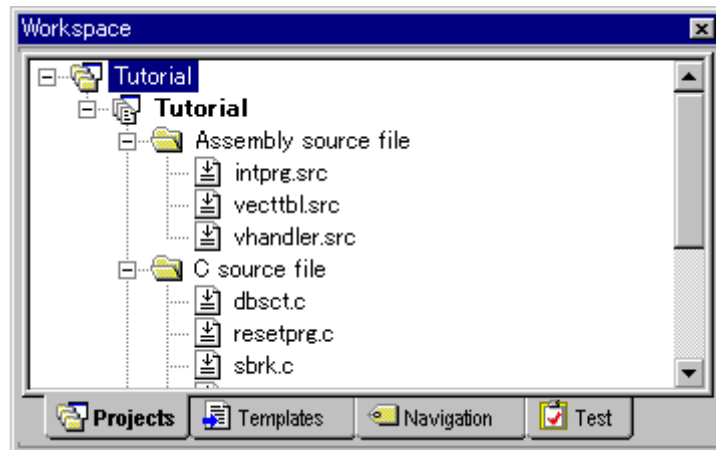 Workspace
Tutorial
Tutorial
Assembly source file
intprg.src
vecttbl.src
vhandler.src
C source file
dbsct.c
resetprg.c
sbrk.c
Projects Templates Navigation Test